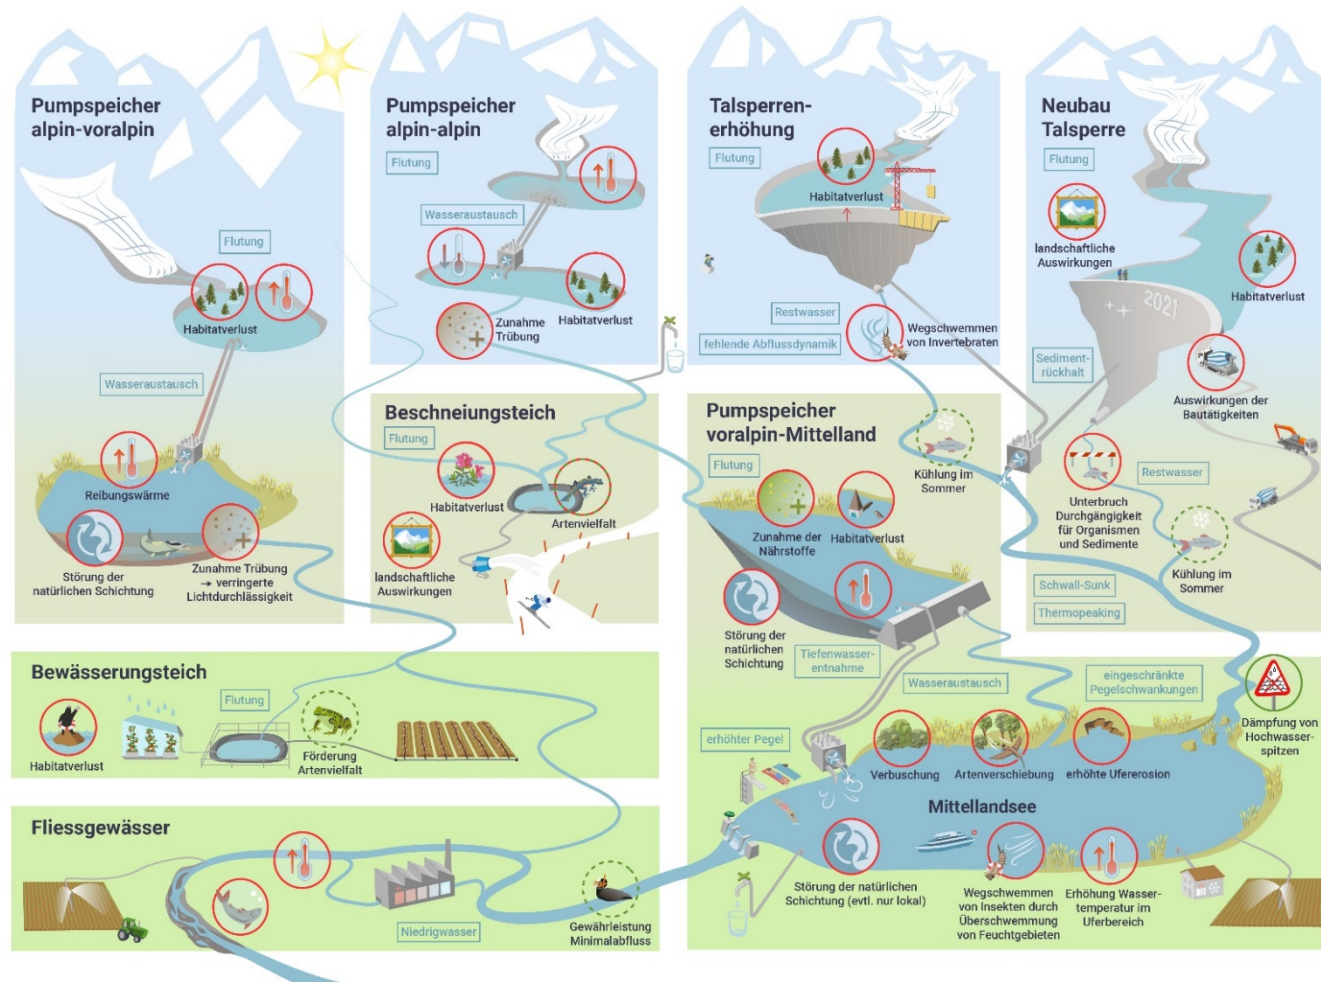 Pumpspeicher
alpin-voralpin
Flutung
Habitatverlust
Wasseraustausch
Reibungswärme
Störung der
natürlichen Schichtung
Zunahme Trübung
→ verringerte
Lichtdurchlässigkeit
Pumpspeicher
alpin-alpin
Flutung
Wasseraustausch
Zunahme
Trübung
Habitatverlust
Beschneiungsteich
Flutung
Habitatverlust
Artenvielfalt
landschaftliche
Auswirkungen
Talsperren-
erhöhung
Flutung
Habitatverlust
Restwasser
fehlende Abflussdynamik
Wegschwemmen
von Invertebraten
Kühlung im
Sommer
Neubau
Talsperre
Flutung
landschaftliche
Auswirkungen
Habitatverlust
2021
Sediment-
rückhalt
Auswirkungen der
Bautätigkeiten
Restwasser
Unterbruch
Durchgängigkeit
für Organismen
und Sedimente
Kühlung im
Sommer
Schwall-Sunk
Thermopeaking
Pumpspeicher
voralpin-Mittelland
Flutung
Zunahme der
Nährstoffe
Habitatverlust
Störung der
natürlichen
Schichtung
Tiefenwasser-
entnahme
Wasseraustausch
eingeschränkte
Pegelschwankungen
Dämpfung von
Hochwasser-
spitzen
erhöhter Pegel
Verbuschung
Artenverschiebung
erhöhte Ufererosion
Mittellandsee
Störung der natürlichen
Schichtung (evtl. nur lokal)
Wegschwemmen
von Insekten durch
Überschwemmung
von Feuchtgebieten
Erhöhung Wasser-
temperatur im
Uferbereich
Bewässerungsteich
Habitatverlust
Flutung
Förderung
Artenvielfalt
Fliessgewässer
Niedrigwasser
Gewährleistung
Minimalabfluss